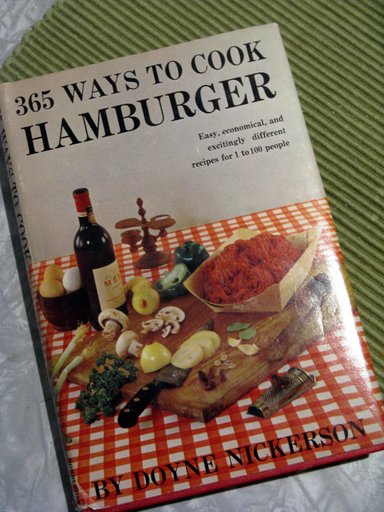 365 WAYS TO COOK
HAMBURGER
Easy, economical, and
excitingly different
recipes for 1 to 100 people
BY DOYNE NICKERSON